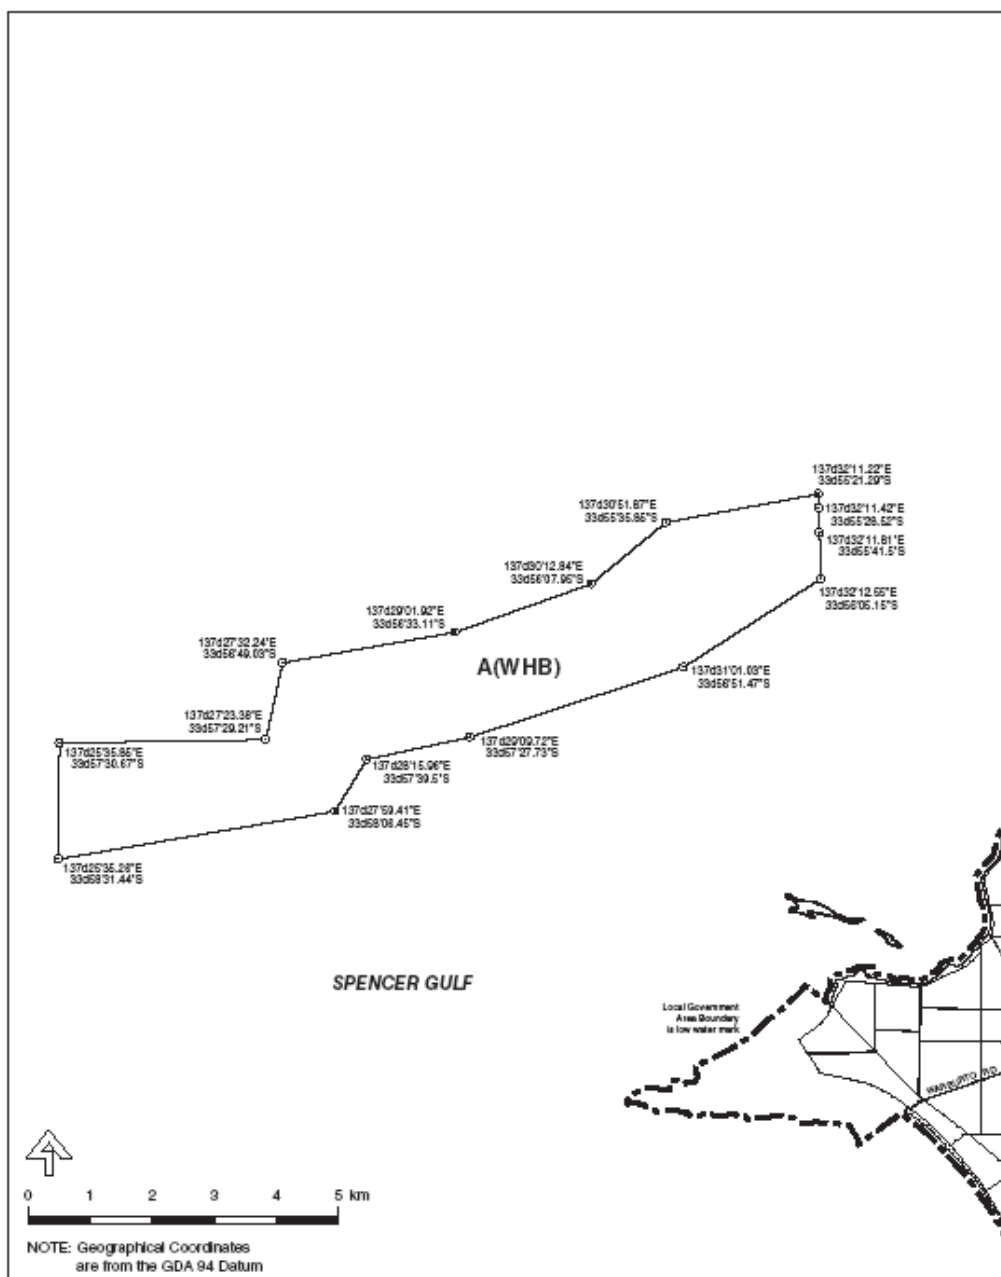 137d32'11.22"E
33d55'21.29"S
137d32'11.42"E
33d55'28.52"S
137d30'51.87"E
33d55'35.85"S
137d32'11.81"E
33d55'41.5"S
137d30'12.84"E
33d56'07.95"S
137d32'12.55"E
33d56'05.15"S
137d29'01.92"E
33d56'33.11"S
137d27'32.24"E
33d56'49.03"S
A(WHB)
137d31'01.03"E
33d56'51.47"S
137d27'23.38"E
33d57'29.21"S
137d29'09.72"E
33d57'27.73"S
137d25'35.85"E
33d57'30.67"S
137d28'15.96"E
33d57'39.5"S
137d27'59.41"E
33d58'06.45"S
137d25'35.26"E
33d58'31.44"S
SPENCER GULF
Local Government
Area Boundary
is low water mark
WARBURTO RD
0 1 2 3 4 5 km
NOTE: Geographical Coordinates
are from the GDA 94 Datum